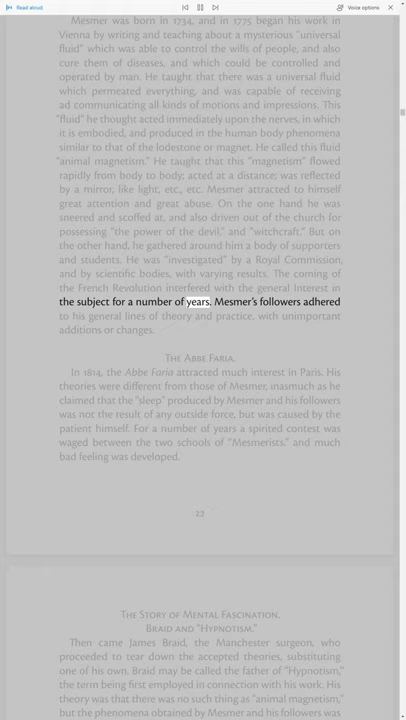 Read aloud
Voice options
Mesmer was born in 1734, and in 1775 began his work in
Vienna by writing and teaching about a mysterious "universal
fluid" which was able to control the wills of people, and also
cure them of diseases, and which could be controlled and
operated by man. He taught that there was a universal fluid
which permeated everything, and was capable of receiving
ad communicating all kinds of motions and impressions. This
"fluid" he thought acted immediately upon the nerves, in which
it is embodied, and produced in the human body phenomena
similar to that of the lodestone or magnet. He called this fluid
"animal magnetism." He taught that this "magnetism" flowed
rapidly from body to body; acted at a distance; was reflected
by a mirror, like light, etc., etc. Mesmer attracted to himself
great attention and great abuse. On the one hand he was
sneered and scoffed at, and also driven out of the church for
possessing "the power of the devil," and "witchcraft." But on
the other hand, he gathered around him a body of supporters
and students. He was "investigated" by a Royal Commission,
and by scientific bodies, with varying results. The coming of
the French Revolution interfered with the general Interest in
the subject for a number of years. Mesmer's followers adhered
to his general lines of theory and practice, with unimportant
additions or changes.
The Abbe Faria.
In 1814, the Abbe Faria attracted much interest in Paris. His
theories were different from those of Mesmer, inasmuch as he
claimed that the "sleep" produced by Mesmer and his followers
was not the result of any outside force, but was caused by the
patient himself. For a number of years a spirited contest was
waged between the two schools of "Mesmerists," and much
bad feeling was developed.
22
The Story of Mental Fascination.
Braid and "Hypnotism."
Then came James Braid, the Manchester surgeon, who
proceeded to tear down the accepted theories, substituting
one of his own. Braid may be called the father of "Hypnotism,"
the term being first employed in connection with his work. His
theory was that there was no such thing as "animal magnetism,"
but the phenomena obtained by Mesmer and his followers was